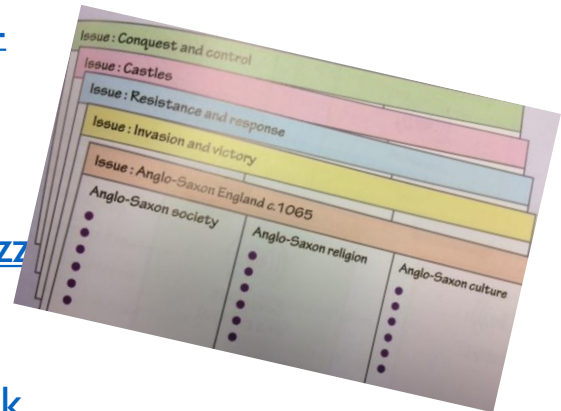 Issue : Conquest and control
Issue : Castles
Issue : Resistance and response
Issue : Invasion and victory
Issue : Anglo-Saxon England c.1065
Anglo-Saxon society
Anglo-Saxon religion
Anglo-Saxon culture
zz
k